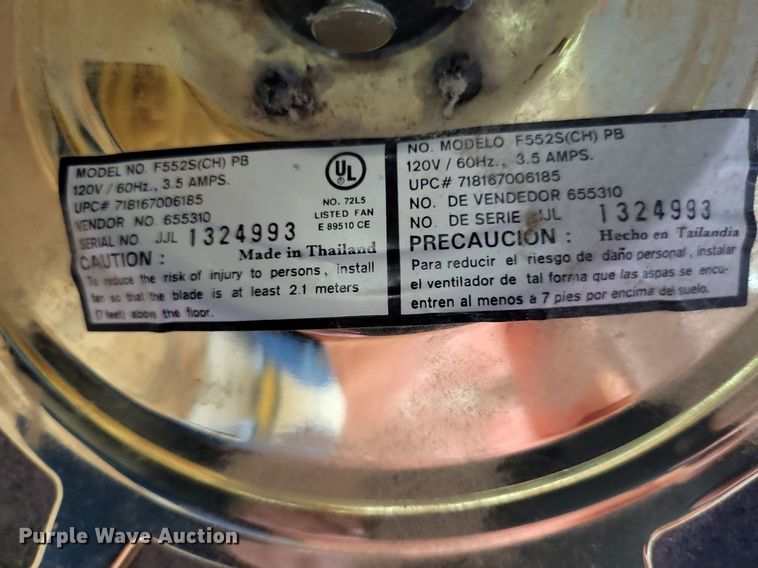 MODEL NO. F552S(CH) PB
120V / 60Hz., 3.5 AMPS.
UPC# 718167006185
VENDOR NO. 655310
SERIAL NO. JJL 1324993
CAUTION : Made in Thailand
To reduce the risk of injury to persons, install
fan so that the blade is at least 2.1 meters
(7 feet) above the floor.
UL
®
NO. 72L5
LISTED FAN
E 89510 CE
NO. MODELO F552S(CH) PB
120V / 60Hz., 3.5 AMPS.
UPC# 718167006185
NO. DE VENDEDOR 655310
NO. DE SERIE JJL 1324993
PRECAUCION : Hecho en Tailandia
Para reducir el riesgo de daño personal, instalar
el ventilador de tal forma que las aspas se encu-
entren al menos a 7 pies por encima del suelo.
Purple Wave Auction